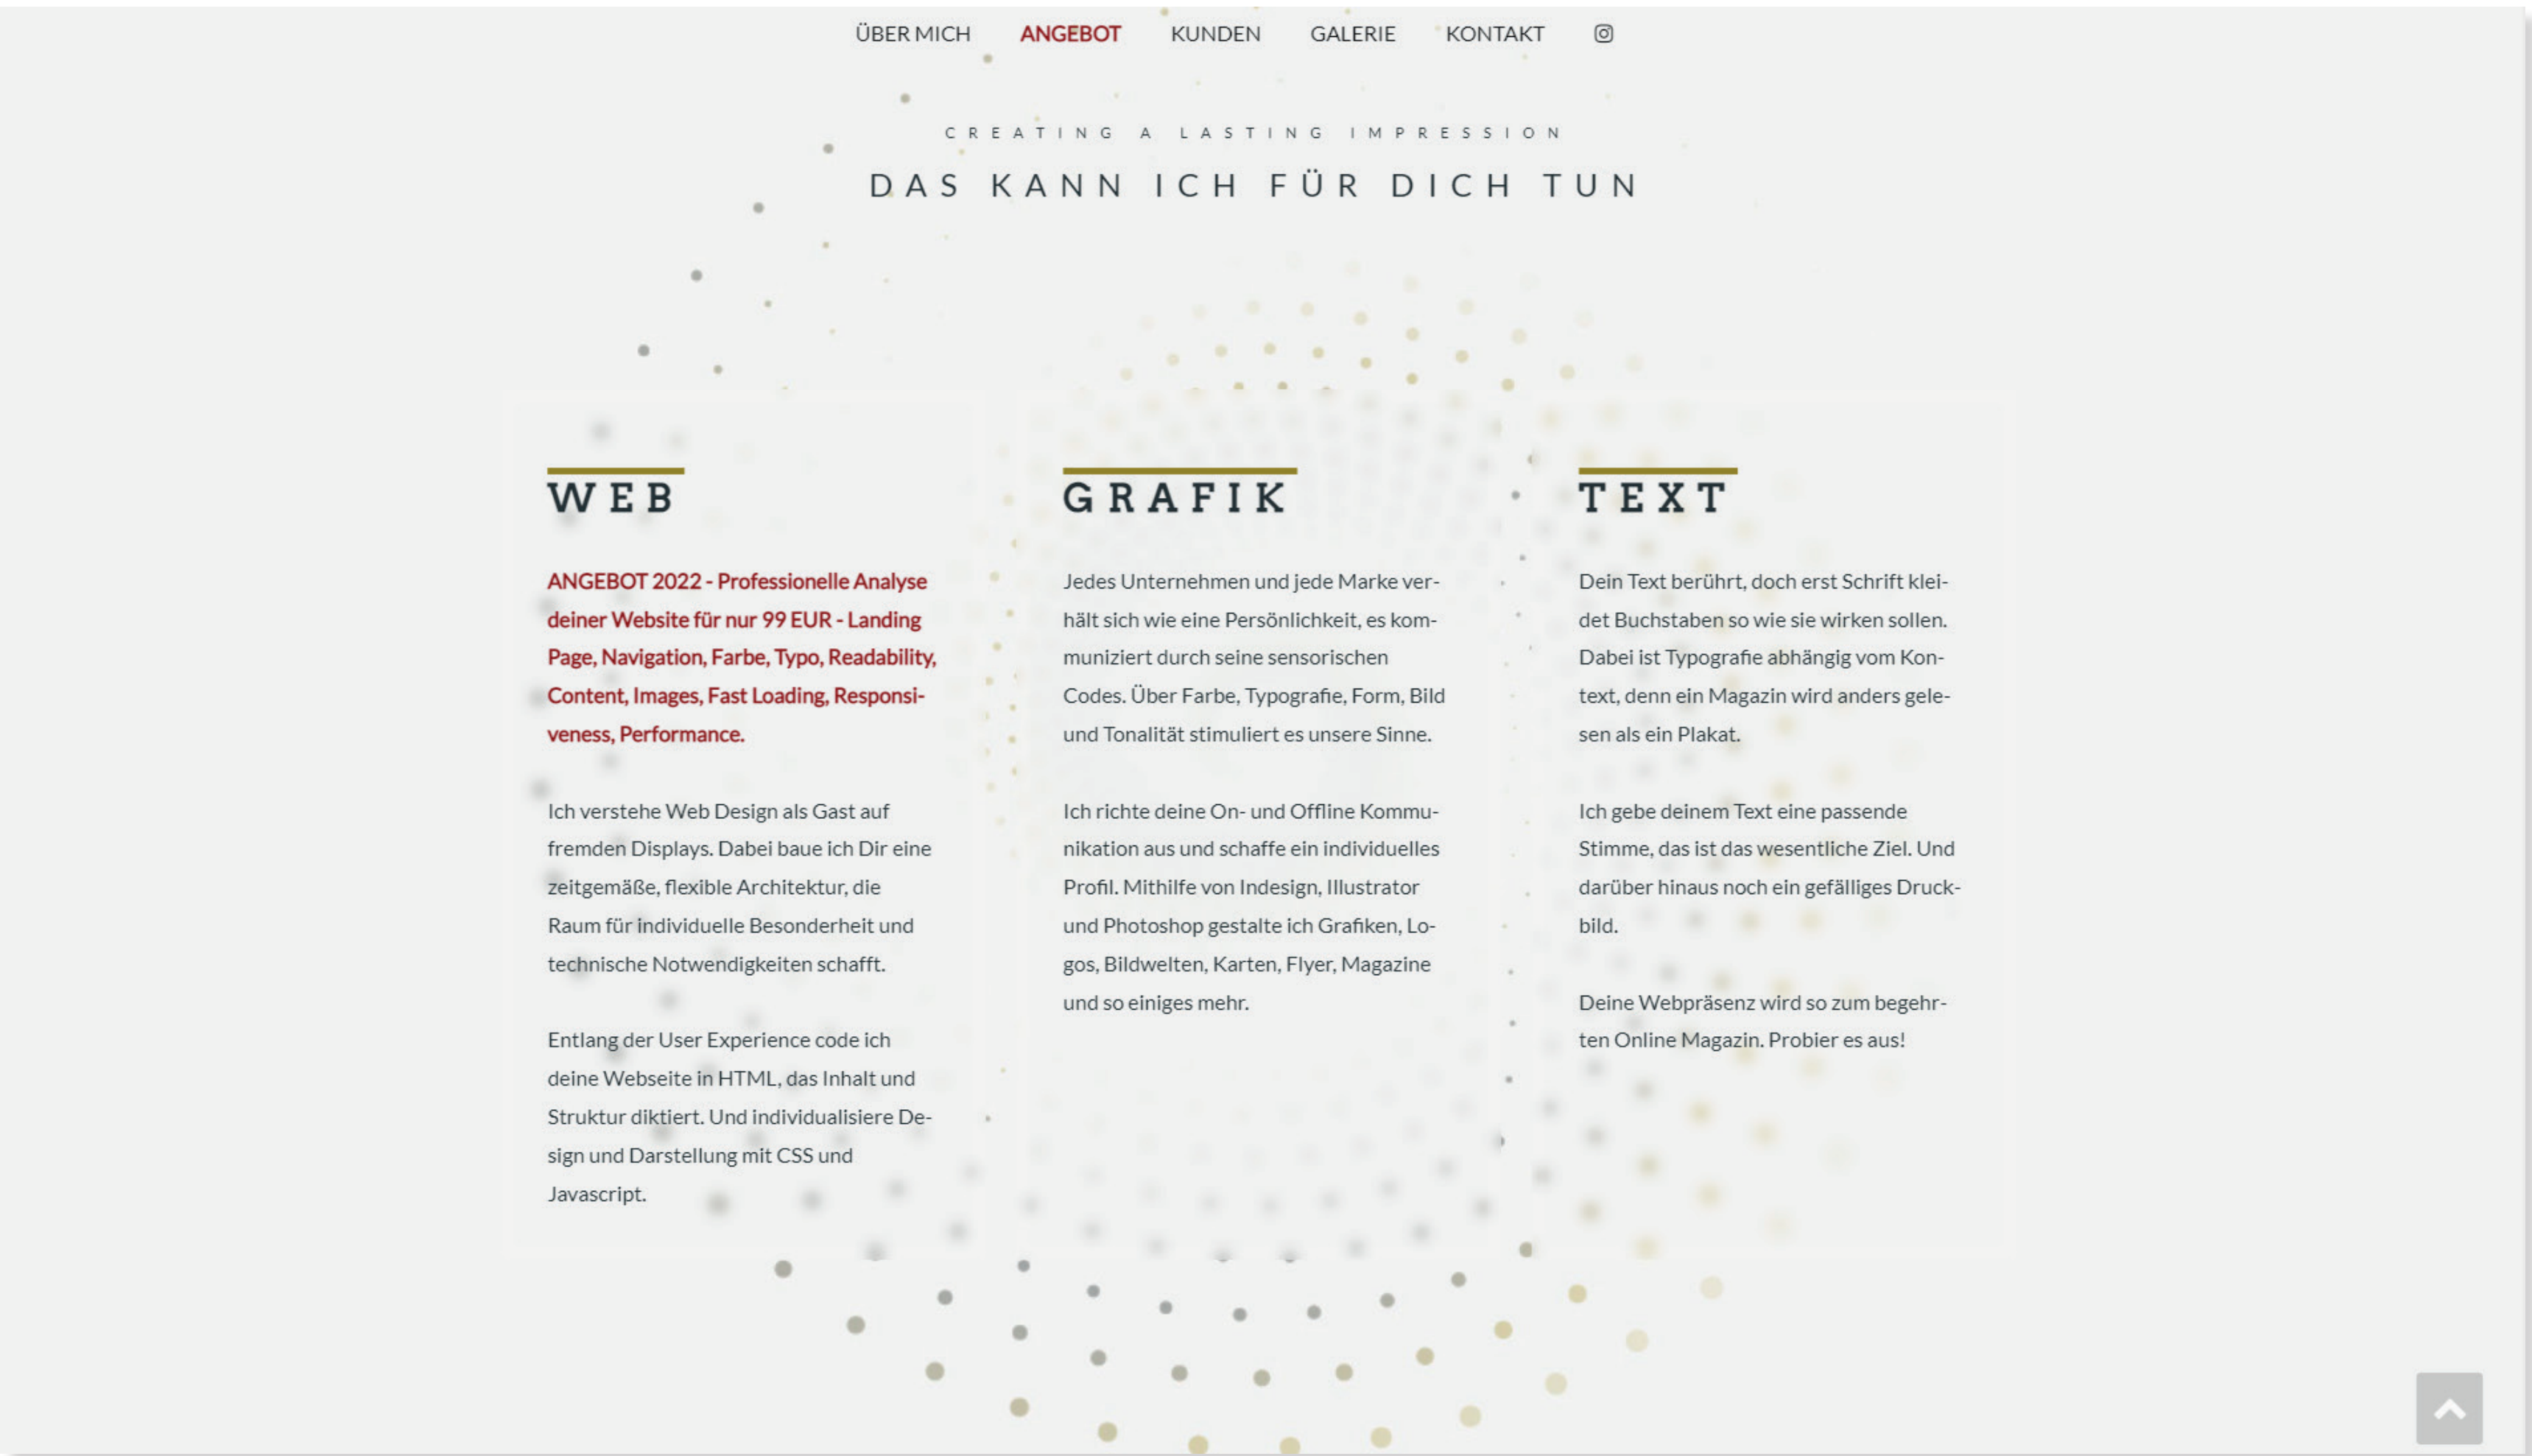 ÜBER MICH ANGEBOT KUNDEN GALERIE KONTAKT
CREATING A LASTING IMPRESSION
DAS KANN ICH FÜR DICH TUN
WEB
ANGEBOT 2022 - Professionelle Analyse
deiner Website für nur 99 EUR - Landing
Page, Navigation, Farbe, Typo, Readability,
Content, Images, Fast Loading, Responsi-
veness, Performance.
Ich verstehe Web Design als Gast auf
fremden Displays. Dabei baue ich Dir eine
zeitgemäße, flexible Architektur, die
Raum für individuelle Besonderheit und
technische Notwendigkeiten schafft.
Entlang der User Experience code ich
deine Webseite in HTML, das Inhalt und
Struktur diktiert. Und individualisiere De-
sign und Darstellung mit CSS und
Javascript.
GRAFIK
Jedes Unternehmen und jede Marke ver-
hält sich wie eine Persönlichkeit, es kom-
muniziert durch seine sensorischen
Codes. Über Farbe, Typografie, Form, Bild
und Tonalität stimuliert es unsere Sinne.
Ich richte deine On- und Offline Kommu-
nikation aus und schaffe ein individuelles
Profil. Mithilfe von Indesign, Illustrator
und Photoshop gestalte ich Grafiken, Lo-
gos, Bildwelten, Karten, Flyer, Magazine
und so einiges mehr.
TEXT
Dein Text berührt, doch erst Schrift klei-
det Buchstaben so wie sie wirken sollen.
Dabei ist Typografie abhängig vom Kon-
text, denn ein Magazin wird anders gele-
sen als ein Plakat.
Ich gebe deinem Text eine passende
Stimme, das ist das wesentliche Ziel. Und
darüber hinaus noch ein gefälliges Druck-
bild.
Deine Webpräsenz wird so zum begehr-
ten Online Magazin. Probier es aus!